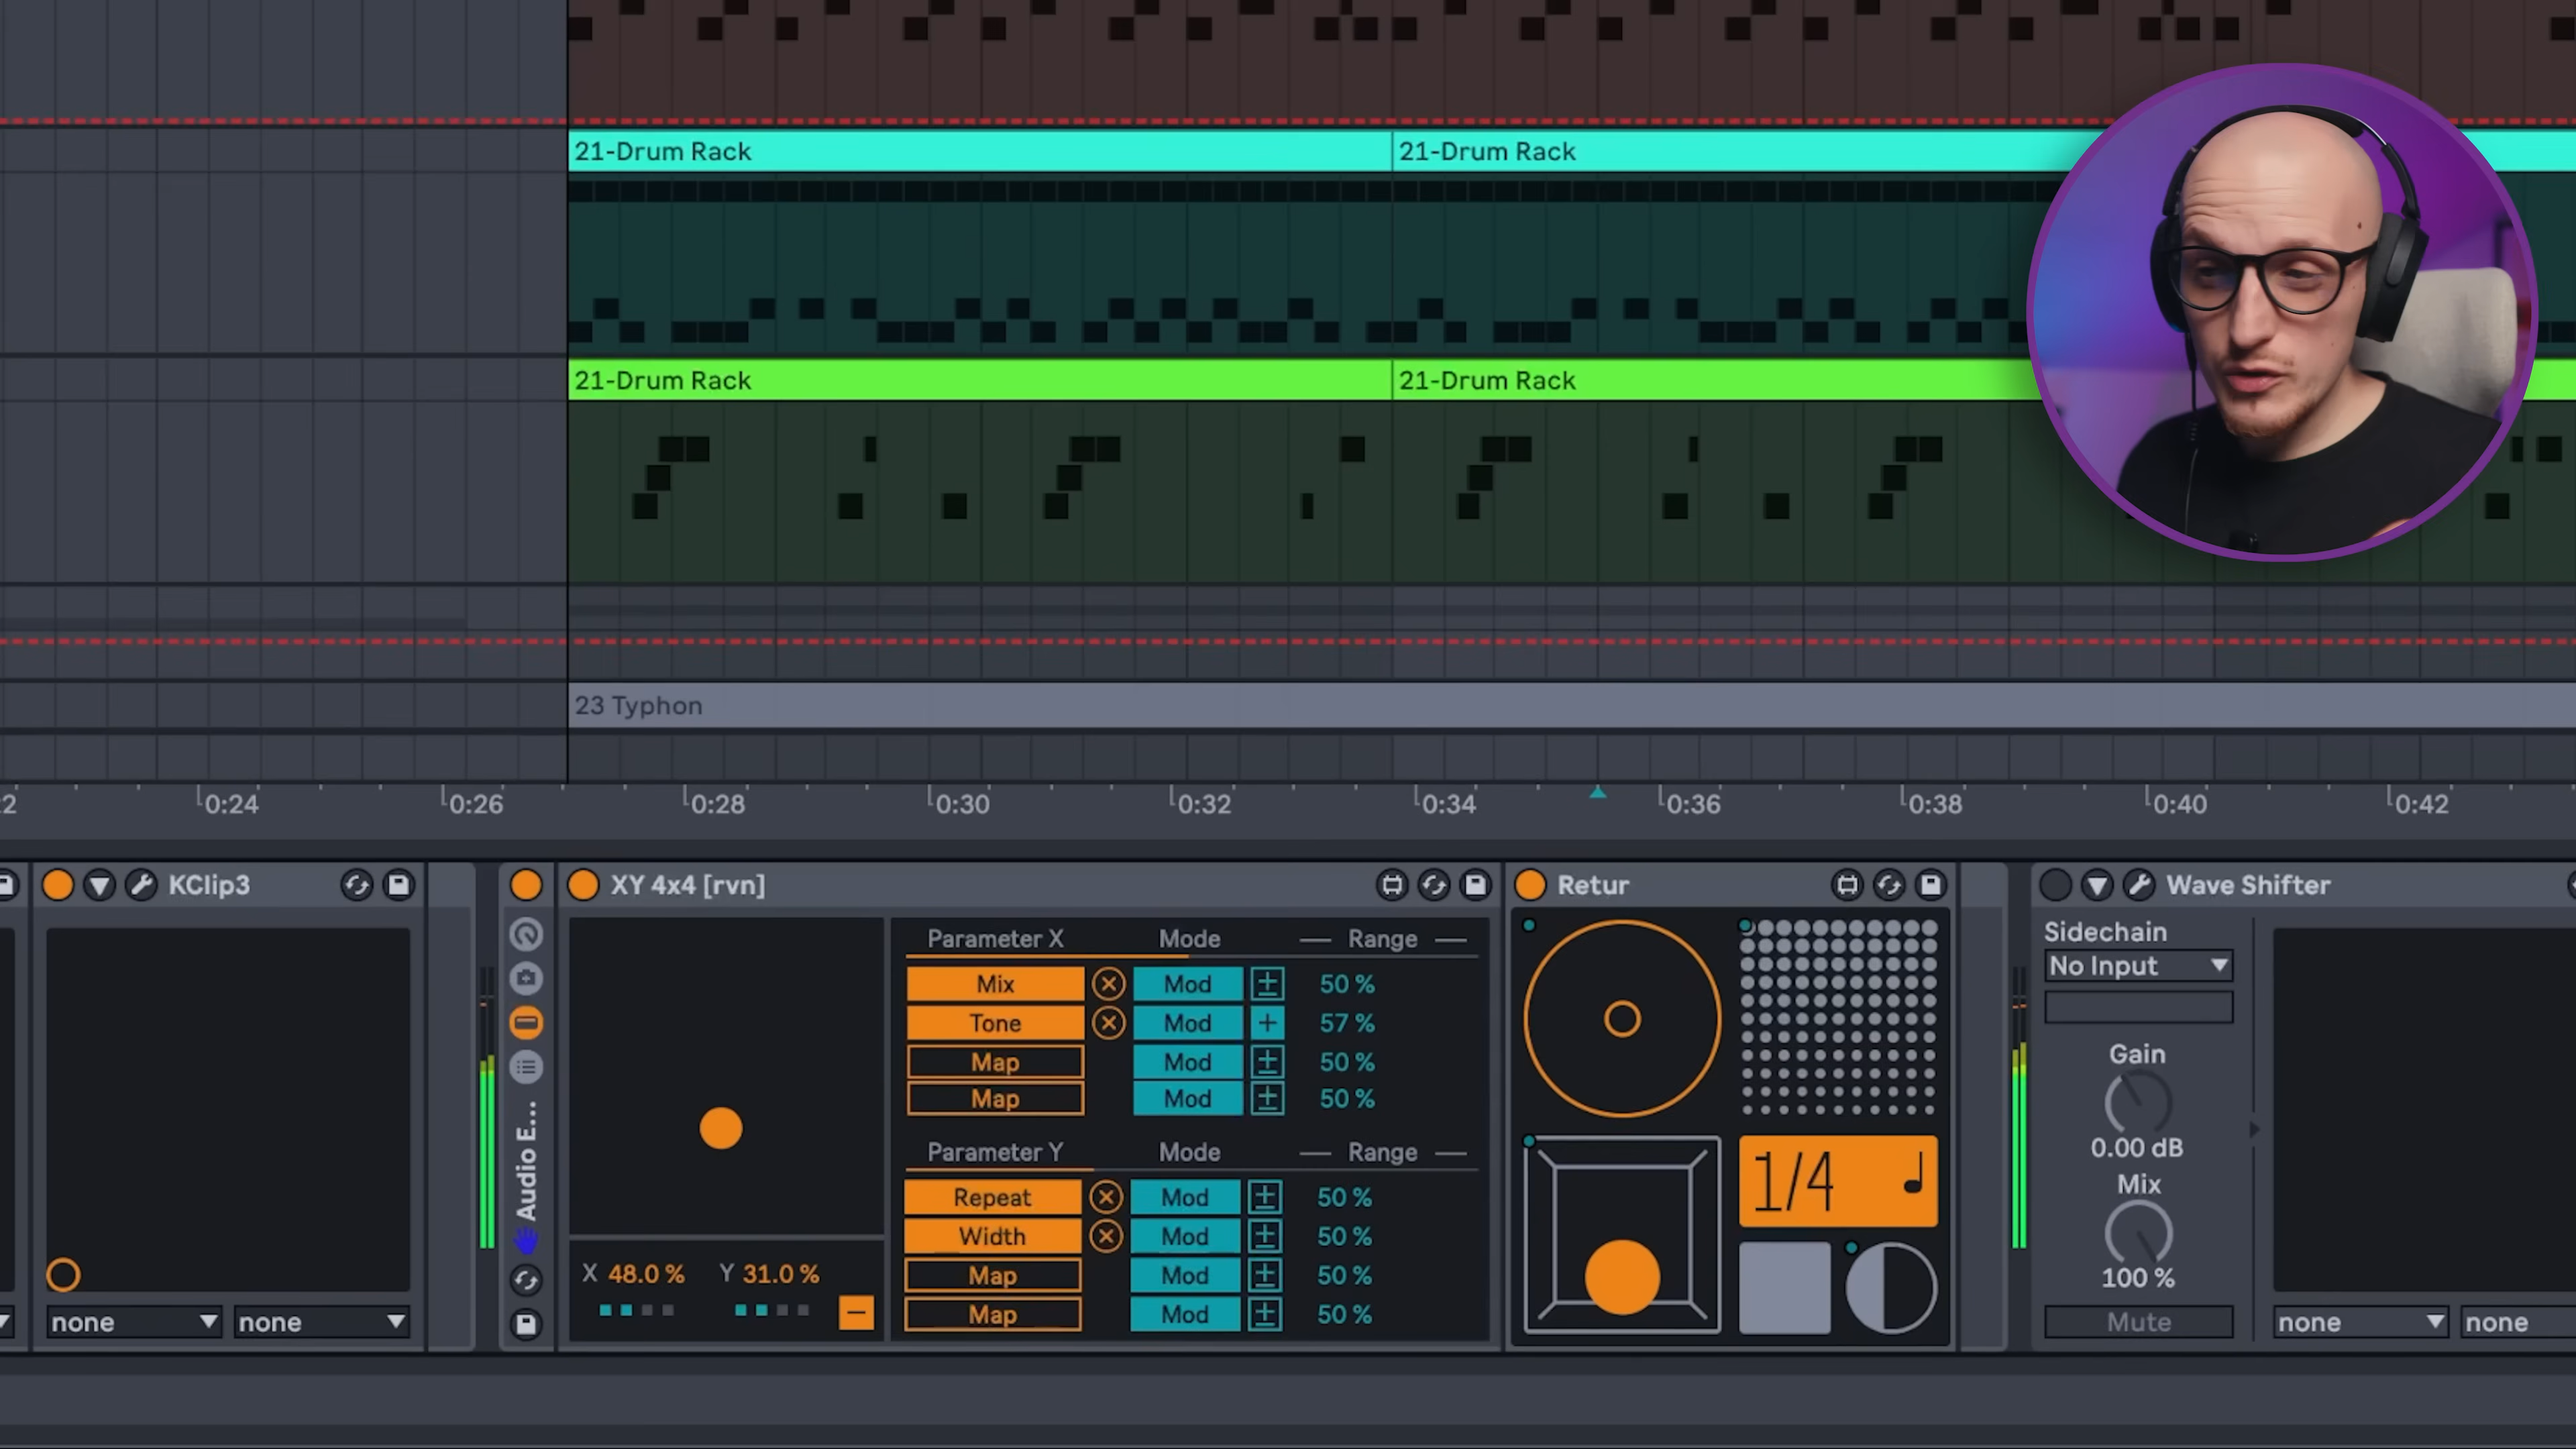 21-Drum Rack 21-Drum Rack
21-Drum Rack 21-Drum Rack
23 Typhon
:2 0:24 0:26 0:28 0:30 0:32 0:34 0:36 0:38 0:40 0:42
KClip3
none none
Audio E...
XY 4x4 [rvn]
Parameter X Mode Range
Mix Mod ± 50 %
Tone Mod + 57 %
Map Mod ± 50 %
Map Mod ± 50 %
Parameter Y Mode Range
Repeat Mod ± 50 %
Width Mod ± 50 %
Map Mod ± 50 %
Map Mod ± 50 %
X 48.0 % Y 31.0 %
Retur
1/4
Wave Shifter
Sidechain
No Input
Gain
0.00 dB
Mix
100 %
Mute
none none